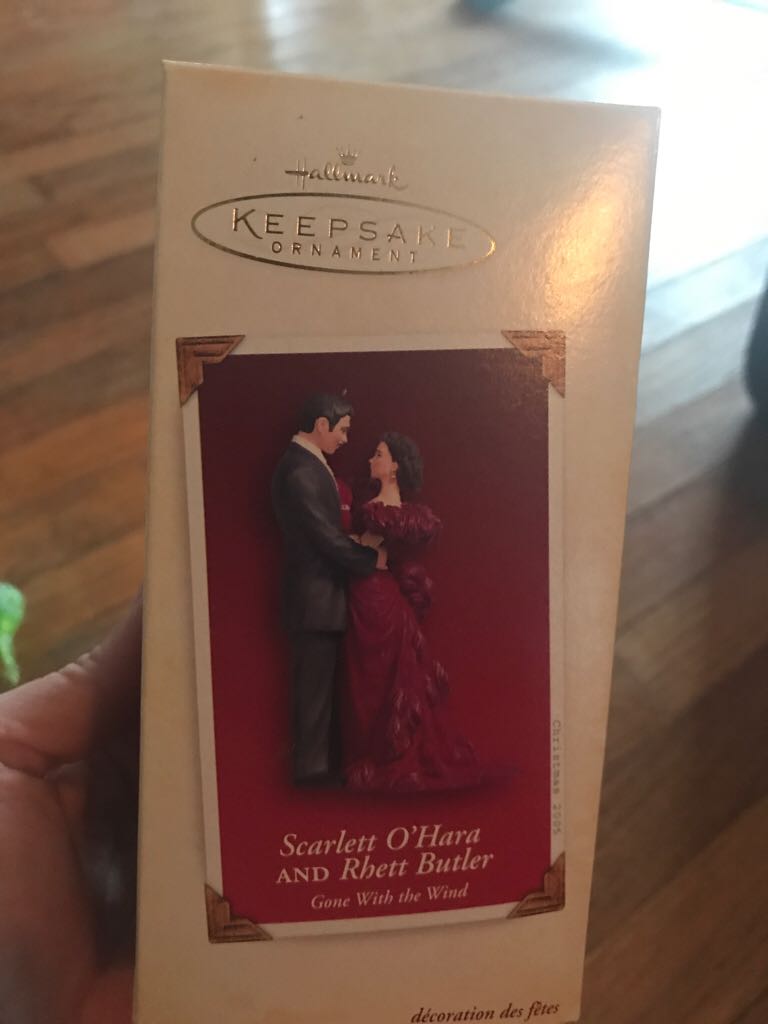 Hallmark
KEEPSAKE
ORNAMENT
Christmas 2005
Scarlett O'Hara
AND Rhett Butler
Gone With the Wind
décoration des fêtes